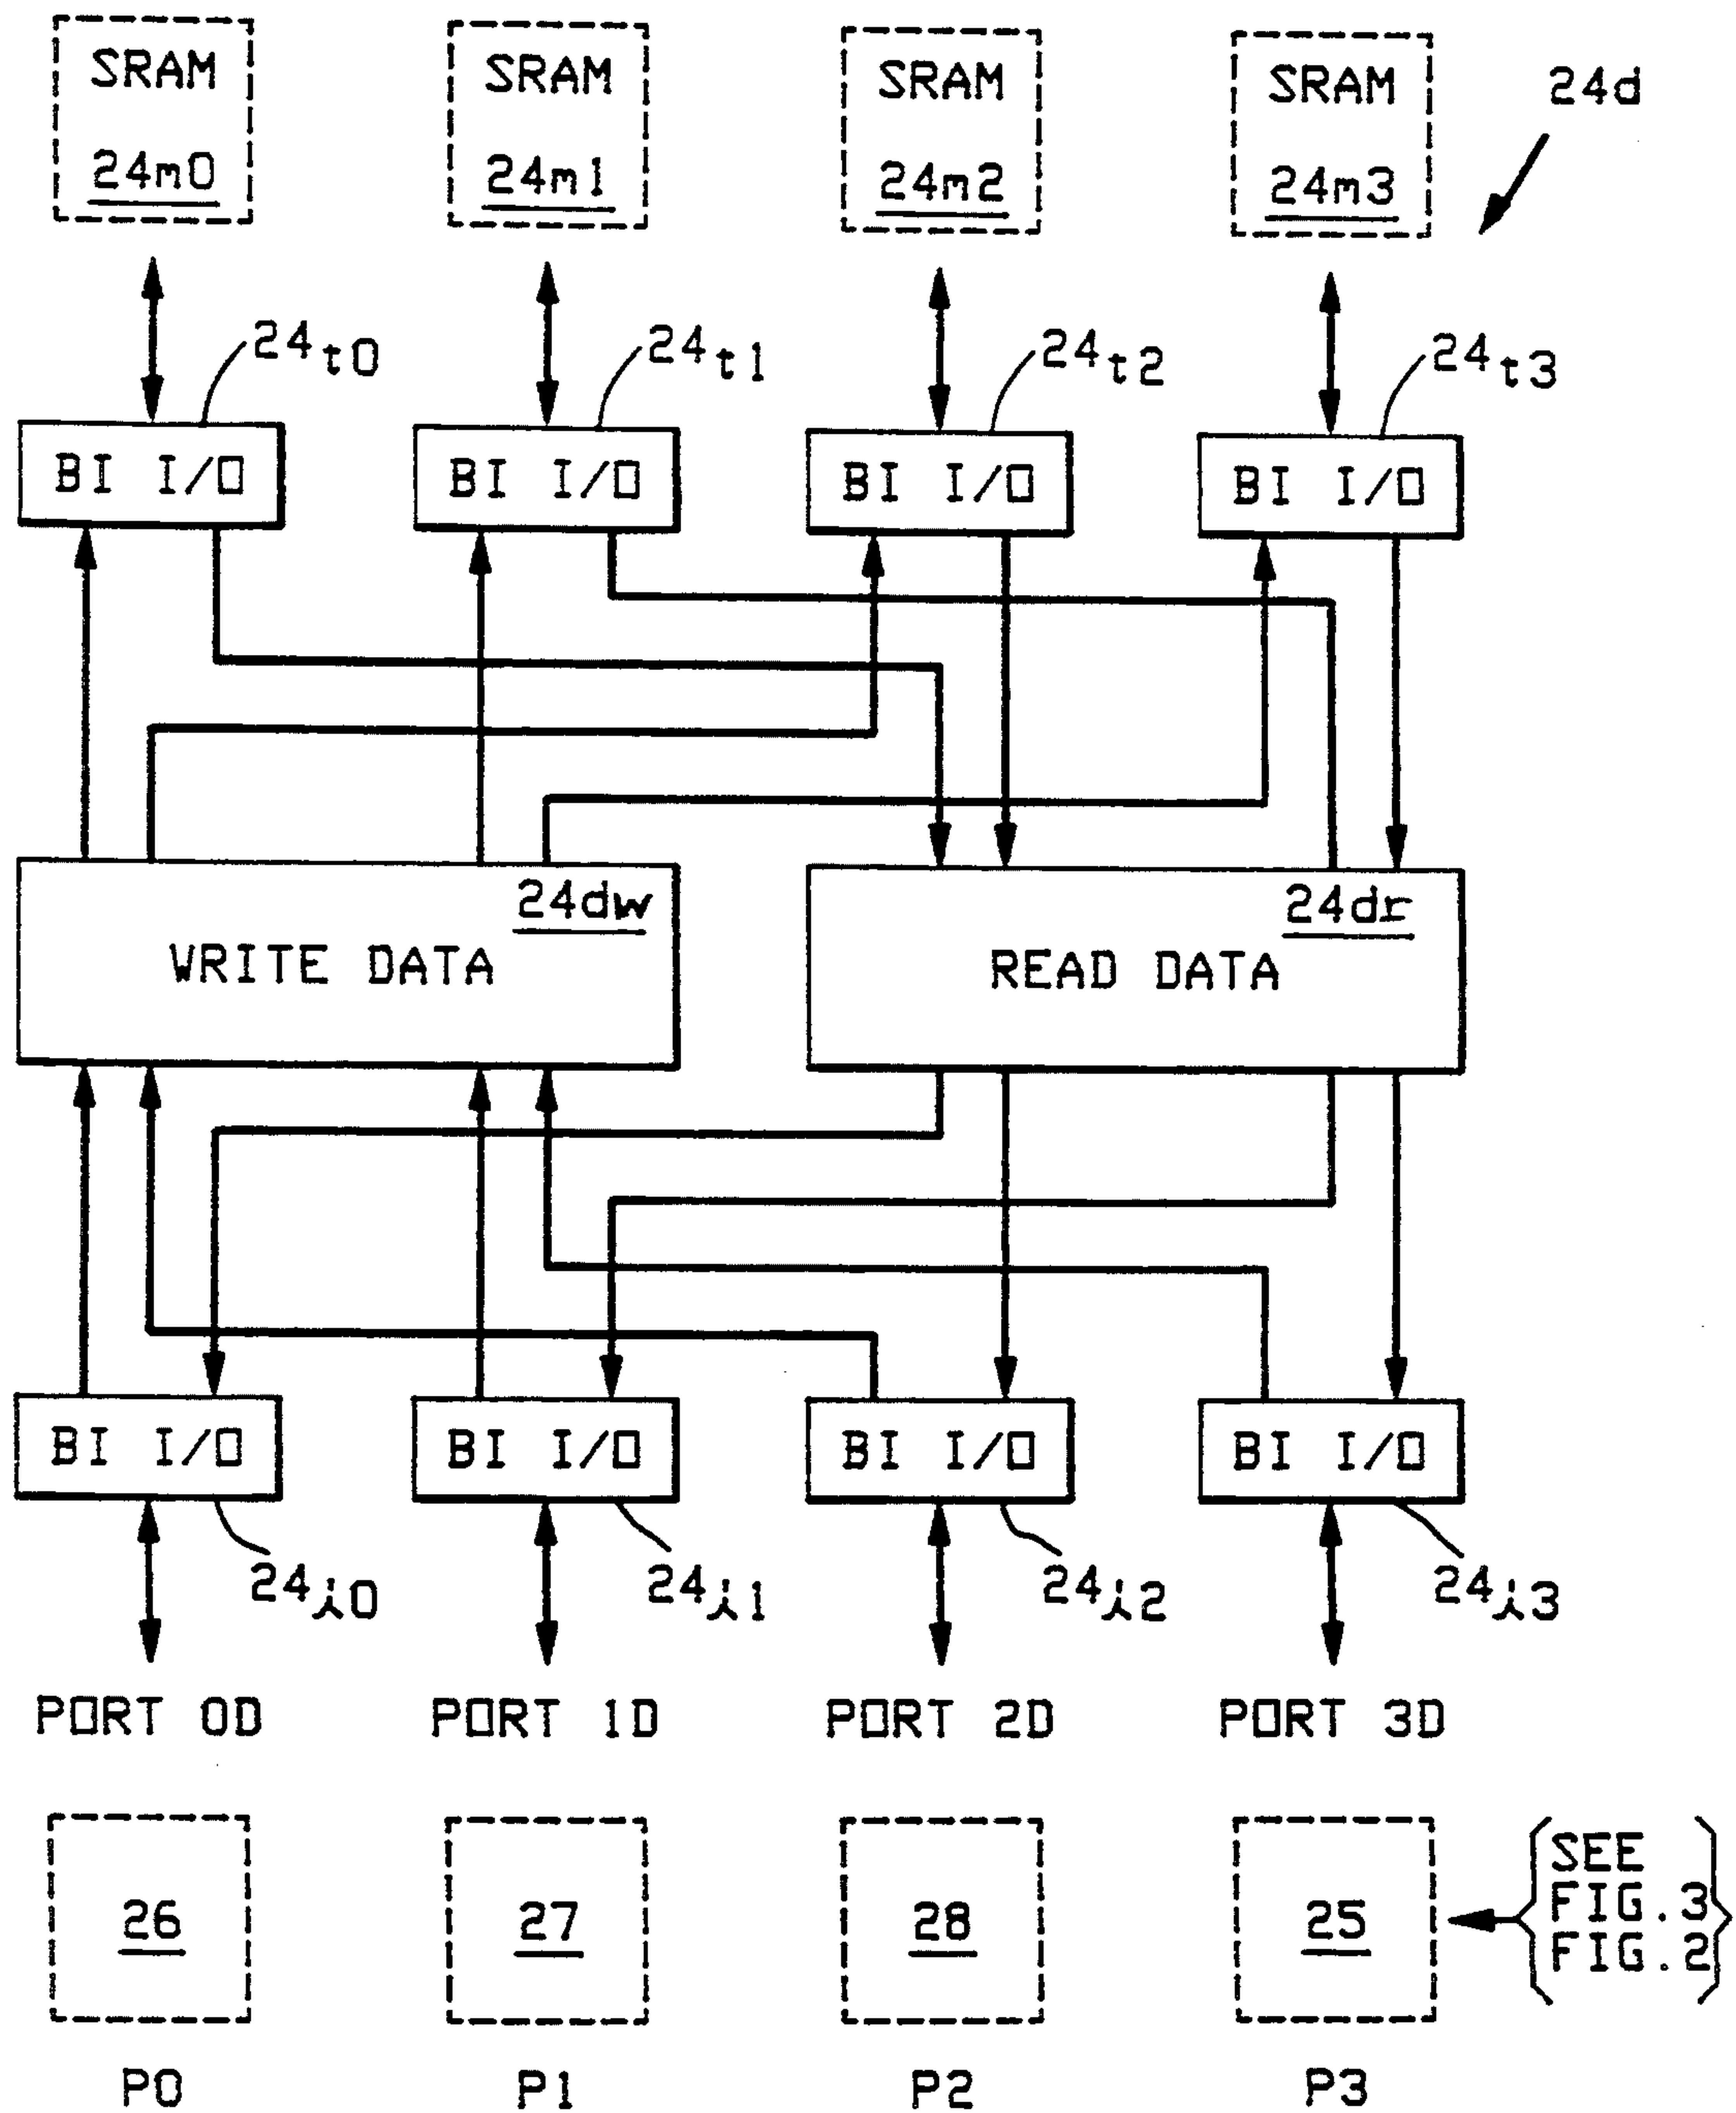 SRAM SRAM SRAM SRAM
24d
24m0 24m1 24m2 24m3
24t0 24t1 24t2 24t3
BI I/O BI I/O BI I/O BI I/O
24dw 24dr
WRITE DATA READ DATA
BI I/O BI I/O BI I/O BI I/O
24i0 24i1 24i2 24i3
PORT 0D PORT 1D PORT 2D PORT 3D
SEE
26 27 28 25 FIG.3
FIG.2
P0 P1 P2 P3